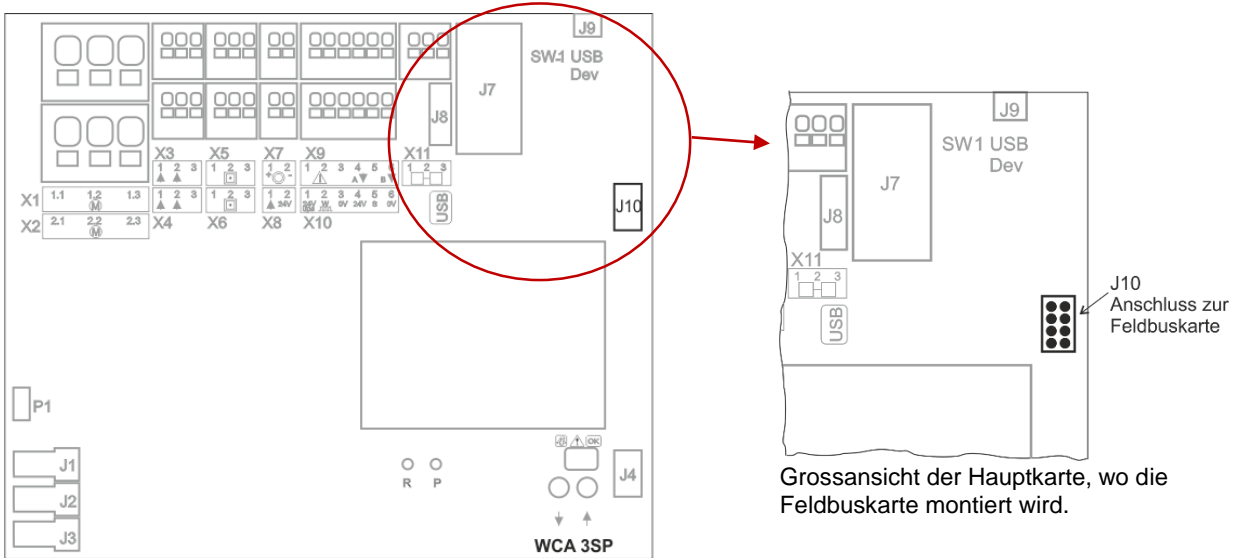 J9
SW1 USB
Dev
J7
J8
X3 X5 X7 X9 X11
1 2 3 1 2 3 1 2 1 2 3 4 5 6 1 2 3
+ - A B
X1 1.1 1.2 1.3
M
1 2 3 1 2 3 1 2 1 2 3 4 5 6
24V 24V W 0V 24V S 0V
USB
J10
X2 2.1 2.2 2.3 X4 X6 X8 X10
M
P1
OK
J1
R P
J4
J2
J3
WCA 3SP
J9
SW1 USB
Dev
J7
J8
X11
1 2 3
USB
J10
Anschluss zur
Feldbuskarte
Grossansicht der Hauptkarte, wo die
Feldbuskarte montiert wird.